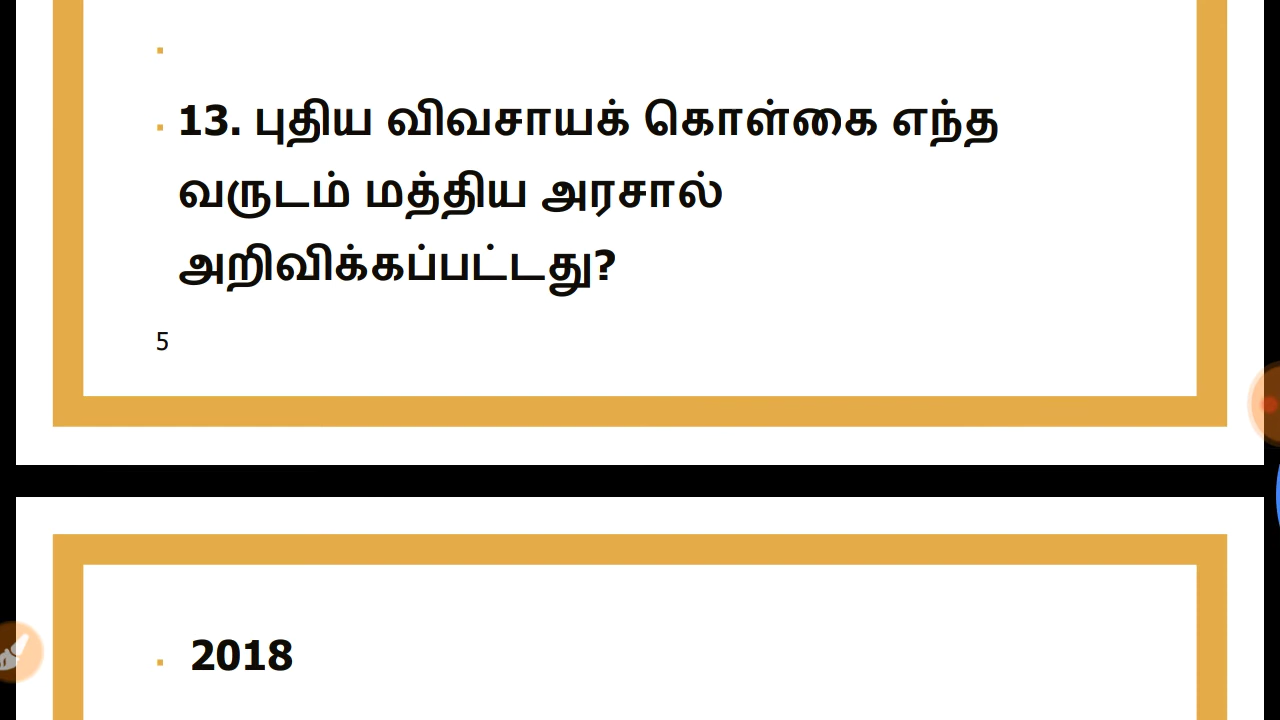 13. புதிய விவசாயக் கொள்கை எந்த
வருடம் மத்திய அரசால்
அறிவிக்கப்பட்டது?
5
2018